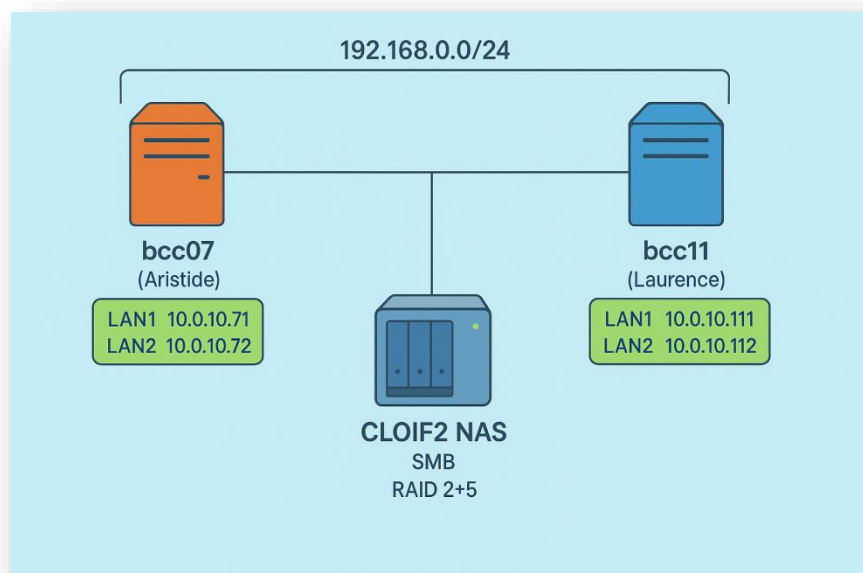 192.168.0.0/24
bcc07
(Aristide)
LAN1 10.0.10.71
LAN2 10.0.10.72
bcc11
(Laurence)
LAN1 10.0.10.111
LAN2 10.0.10.112
CLOIF2 NAS
SMB
RAID 2+5